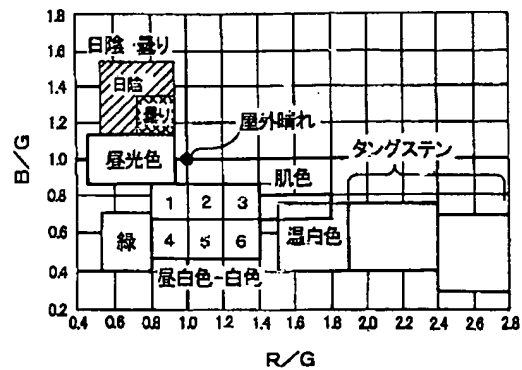 B/G
1.8
1.6
1.4
1.2
1.0
0.8
0.6
0.4
0.2
日陰・曇り
日陰
曇り
屋外晴れ
昼光色
タングステン
肌色
1 2 3
4 5 6
緑
温白色
昼白色-白色
0.4 0.6 0.8 1.0 1.2 1.4 1.6 1.8 2.0 2.2 2.4 2.6 2.8
R/G